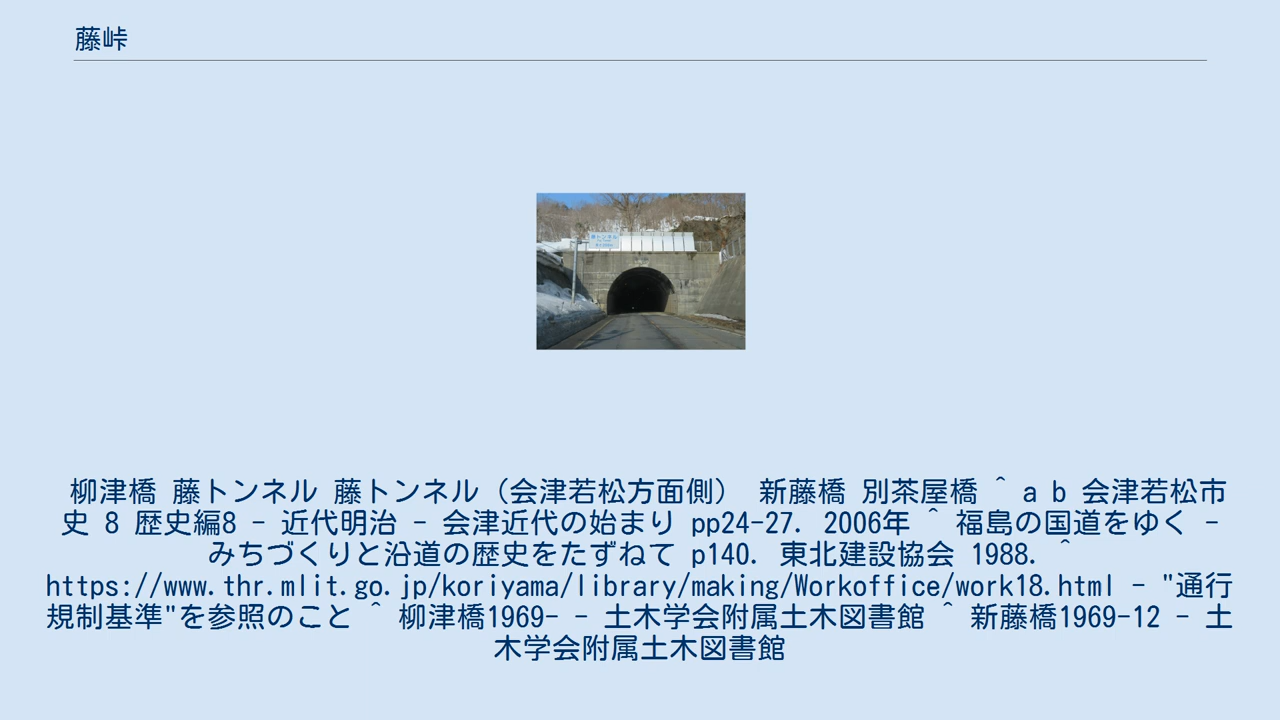 藤峠
藤トンネル
柳津橋 藤トンネル 藤トンネル（会津若松方面側） 新藤橋 別茶屋橋 ^ a b 会津若松市
史 8 歴史編8 - 近代明治 - 会津近代の始まり pp24-27. 2006年 ^ 福島の国道をゆく -
みちづくりと沿道の歴史をたずねて p140. 東北建設協会 1988. ^
https://www.thr.mlit.go.jp/koriyama/library/making/Workoffice/work18.html - "通行
規制基準"を参照のこと ^ 柳津橋1969- - 土木学会附属土木図書館 ^ 新藤橋1969-12 - 土
木学会附属土木図書館